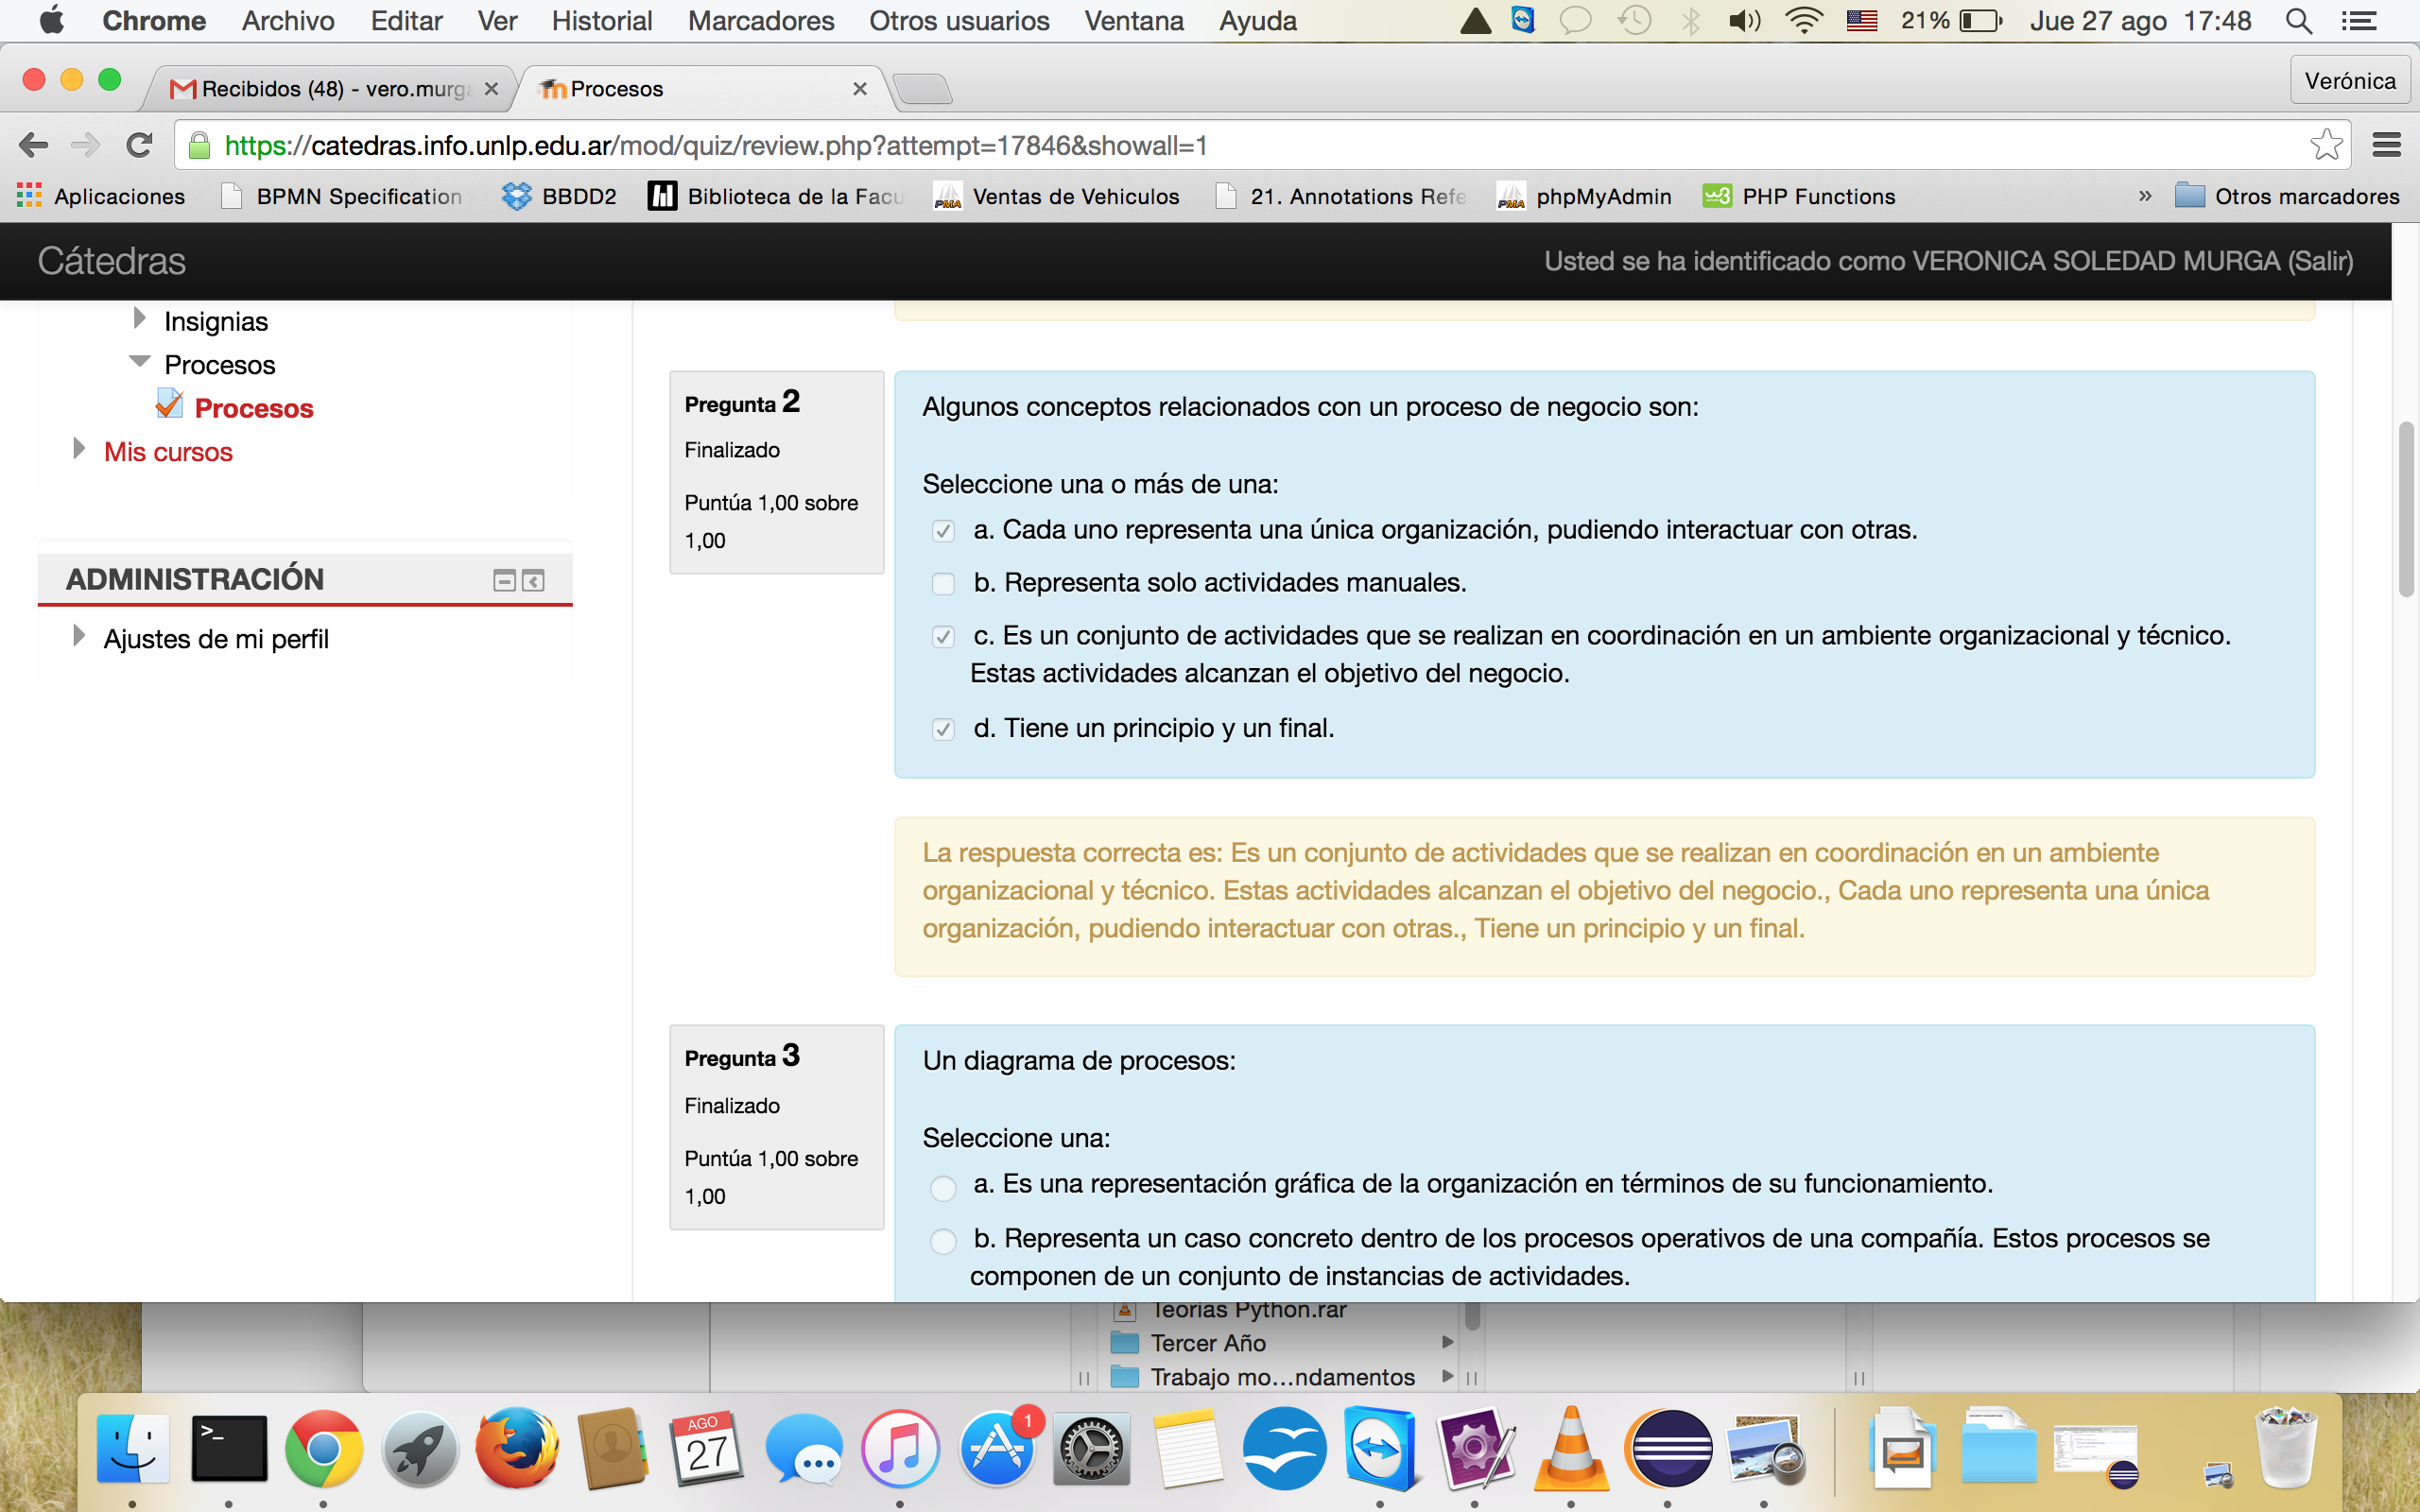 Chrome Archivo Editar Ver Historial Marcadores Otros usuarios Ventana Ayuda 21% Jue 27 ago 17:48
Recibidos (48) - vero.murga Procesos Verónica
https://catedras.info.unlp.edu.ar/mod/quiz/review.php?attempt=17846&showall=1
Aplicaciones BPMN Specification BBDD2 Biblioteca de la Facu PMA Ventas de Vehiculos 21. Annotations Refe PMA phpMyAdmin w3 PHP Functions » Otros marcadores
Cátedras Usted se ha identificado como VERONICA SOLEDAD MURGA (Salir)
Insignias
Procesos
Procesos
Mis cursos
ADMINISTRACIÓN
Ajustes de mi perfil
Pregunta 2
Finalizado
Puntúa 1,00 sobre
1,00
Algunos conceptos relacionados con un proceso de negocio son:
Seleccione una o más de una:
a. Cada uno representa una única organización, pudiendo interactuar con otras.
b. Representa solo actividades manuales.
c. Es un conjunto de actividades que se realizan en coordinación en un ambiente organizacional y técnico.
Estas actividades alcanzan el objetivo del negocio.
d. Tiene un principio y un final.
La respuesta correcta es: Es un conjunto de actividades que se realizan en coordinación en un ambiente
organizacional y técnico. Estas actividades alcanzan el objetivo del negocio., Cada uno representa una única
organización, pudiendo interactuar con otras., Tiene un principio y un final.
Pregunta 3
Finalizado
Puntúa 1,00 sobre
1,00
Un diagrama de procesos:
Seleccione una:
a. Es una representación gráfica de la organización en términos de su funcionamiento.
b. Representa un caso concreto dentro de los procesos operativos de una compañía. Estos procesos se
componen de un conjunto de instancias de actividades.
Teorias Python.rar
Tercer Año
Trabajo mo...ndamentos
>_
AGO
27
1